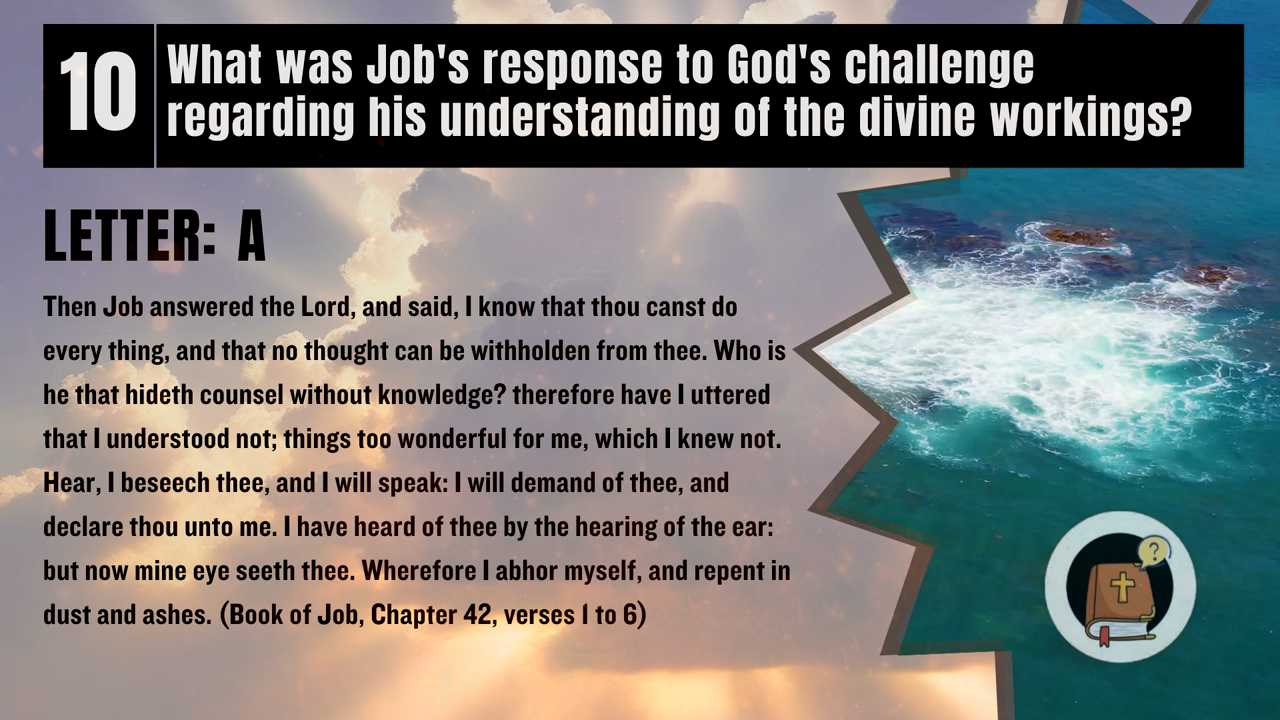 10
What was Job's response to God's challenge
regarding his understanding of the divine workings?
LETTER: A
Then Job answered the Lord, and said, I know that thou canst do
every thing, and that no thought can be withholden from thee. Who is
he that hideth counsel without knowledge? therefore have I uttered
that I understood not; things too wonderful for me, which I knew not.
Hear, I beseech thee, and I will speak: I will demand of thee, and
declare thou unto me. I have heard of thee by the hearing of the ear:
but now mine eye seeth thee. Wherefore I abhor myself, and repent in
dust and ashes. (Book of Job, Chapter 42, verses 1 to 6)
?